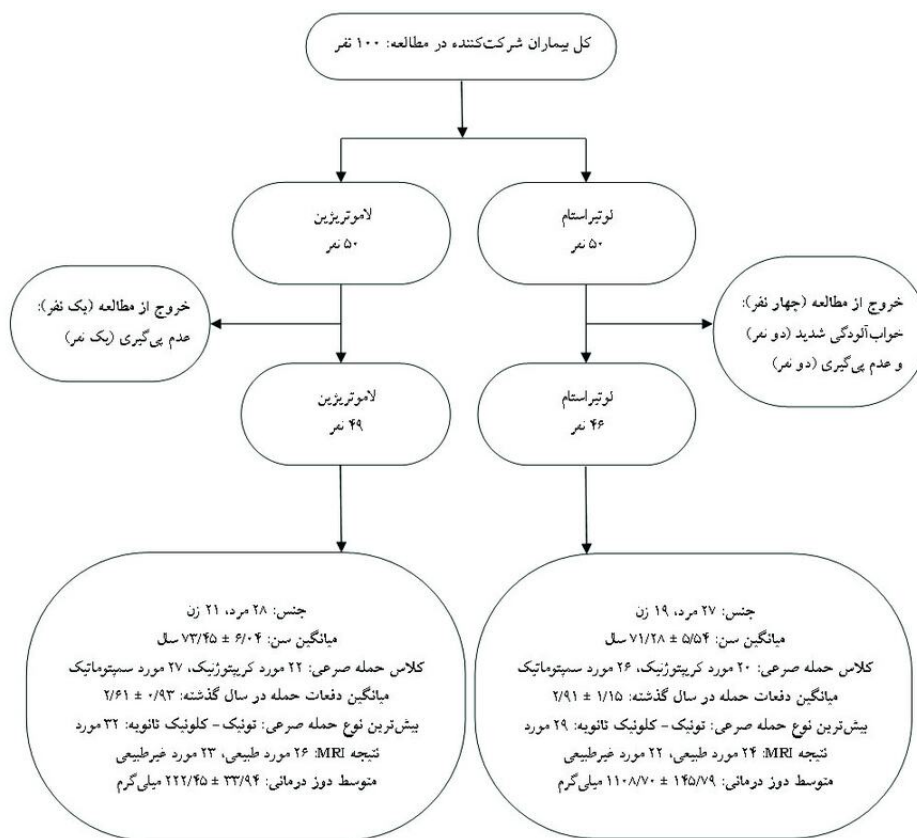 کل بیماران شرکت‌کننده در مطالعه: ۱۰۰ نفر
لوتیراستام
۵۰ نفر
لاموتریژین
۵۰ نفر
خروج از مطالعه (چهار نفر):
خواب‌آلودگی شدید (دو نفر)
و عدم پی‌گیری (دو نفر)
خروج از مطالعه (یک نفر):
عدم پی‌گیری (یک نفر)
لوتیراستام
۴۶ نفر
لاموتریژین
۴۹ نفر
جنس: ۲۷ مرد، ۱۹ زن
میانگین سن: ۵/۵۴ ± ۷۱/۲۸ سال
کلاس حمله صرعی: ۲۰ مورد کریپتوژنیک، ۲۶ مورد سمپتوماتیک
میانگین دفعات حمله در سال گذشته: ۱/۱۵ ± ۲/۹۱
بیش‌ترین نوع حمله صرعی: تونیک - کلونیک ثانویه: ۲۹ مورد
نتیجه MRI: ۲۴ مورد طبیعی، ۲۲ مورد غیرطبیعی
متوسط دوز درمانی: ۱۴۵/۷۹ ± ۱۱۰۸/۷۰ میلی‌گرم
جنس: ۲۸ مرد، ۲۱ زن
میانگین سن: ۶/۰۴ ± ۷۳/۴۵ سال
کلاس حمله صرعی: ۲۲ مورد کریپتوژنیک، ۲۷ مورد سمپتوماتیک
میانگین دفعات حمله در سال گذشته: ۰/۹۳ ± ۲/۶۱
بیش‌ترین نوع حمله صرعی: تونیک - کلونیک ثانویه: ۳۲ مورد
نتیجه MRI: ۲۶ مورد طبیعی، ۲۳ مورد غیرطبیعی
متوسط دوز درمانی: ۳۳/۹۴ ± ۲۲۲/۴۵ میلی‌گرم